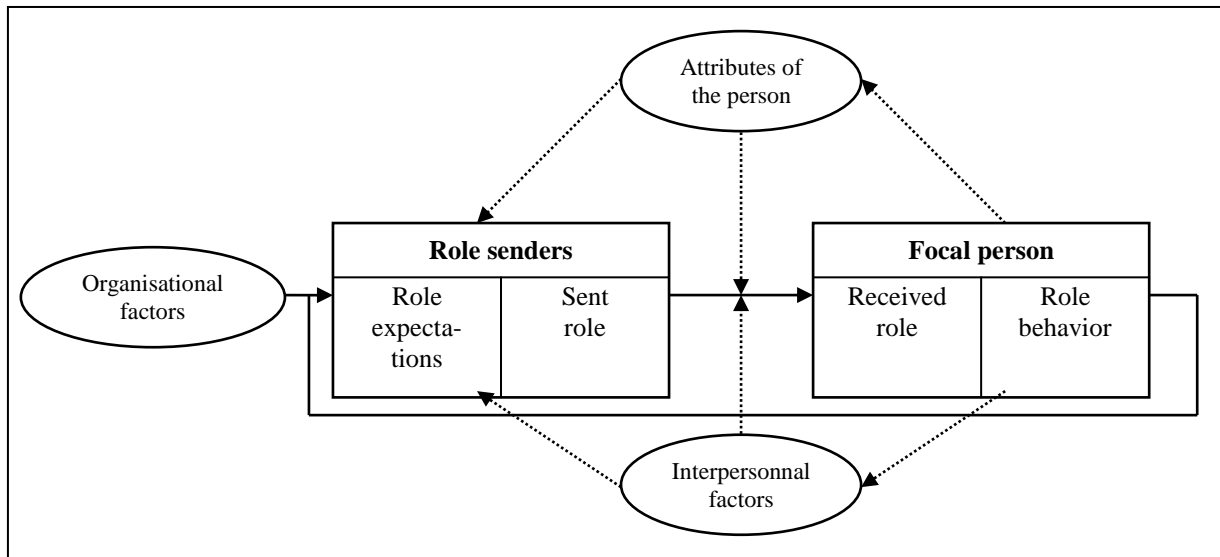 Attributes of
the person
Role senders
Focal person
Organisational
factors
Role
expecta-
tions
Sent
role
Received
role
Role
behavior
Interpersonnal
factors